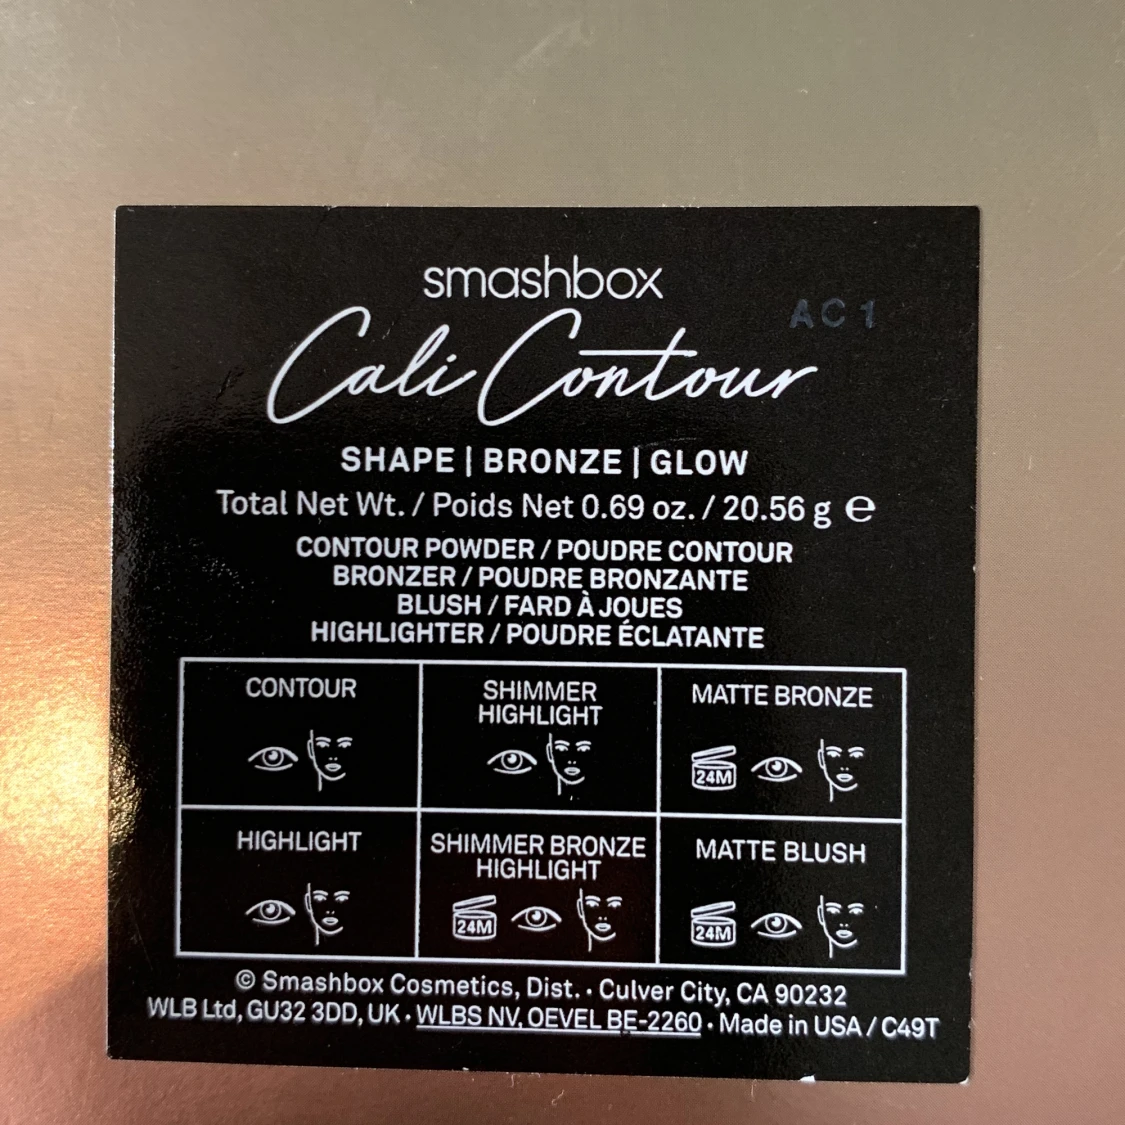 smashbox
AC1
Cali Contour
SHAPE | BRONZE | GLOW
Total Net Wt. / Poids Net 0.69 oz. / 20.56 g ℮
CONTOUR POWDER / POUDRE CONTOUR
BRONZER / POUDRE BRONZANTE
BLUSH / FARD À JOUES
HIGHLIGHTER / POUDRE ÉCLATANTE
CONTOUR
SHIMMER
HIGHLIGHT
MATTE BRONZE
24M
HIGHLIGHT
SHIMMER BRONZE
HIGHLIGHT
24M
MATTE BLUSH
24M
© Smashbox Cosmetics, Dist. • Culver City, CA 90232
WLB Ltd, GU32 3DD, UK • WLBS NV, OEVEL BE-2260 • Made in USA / C49T